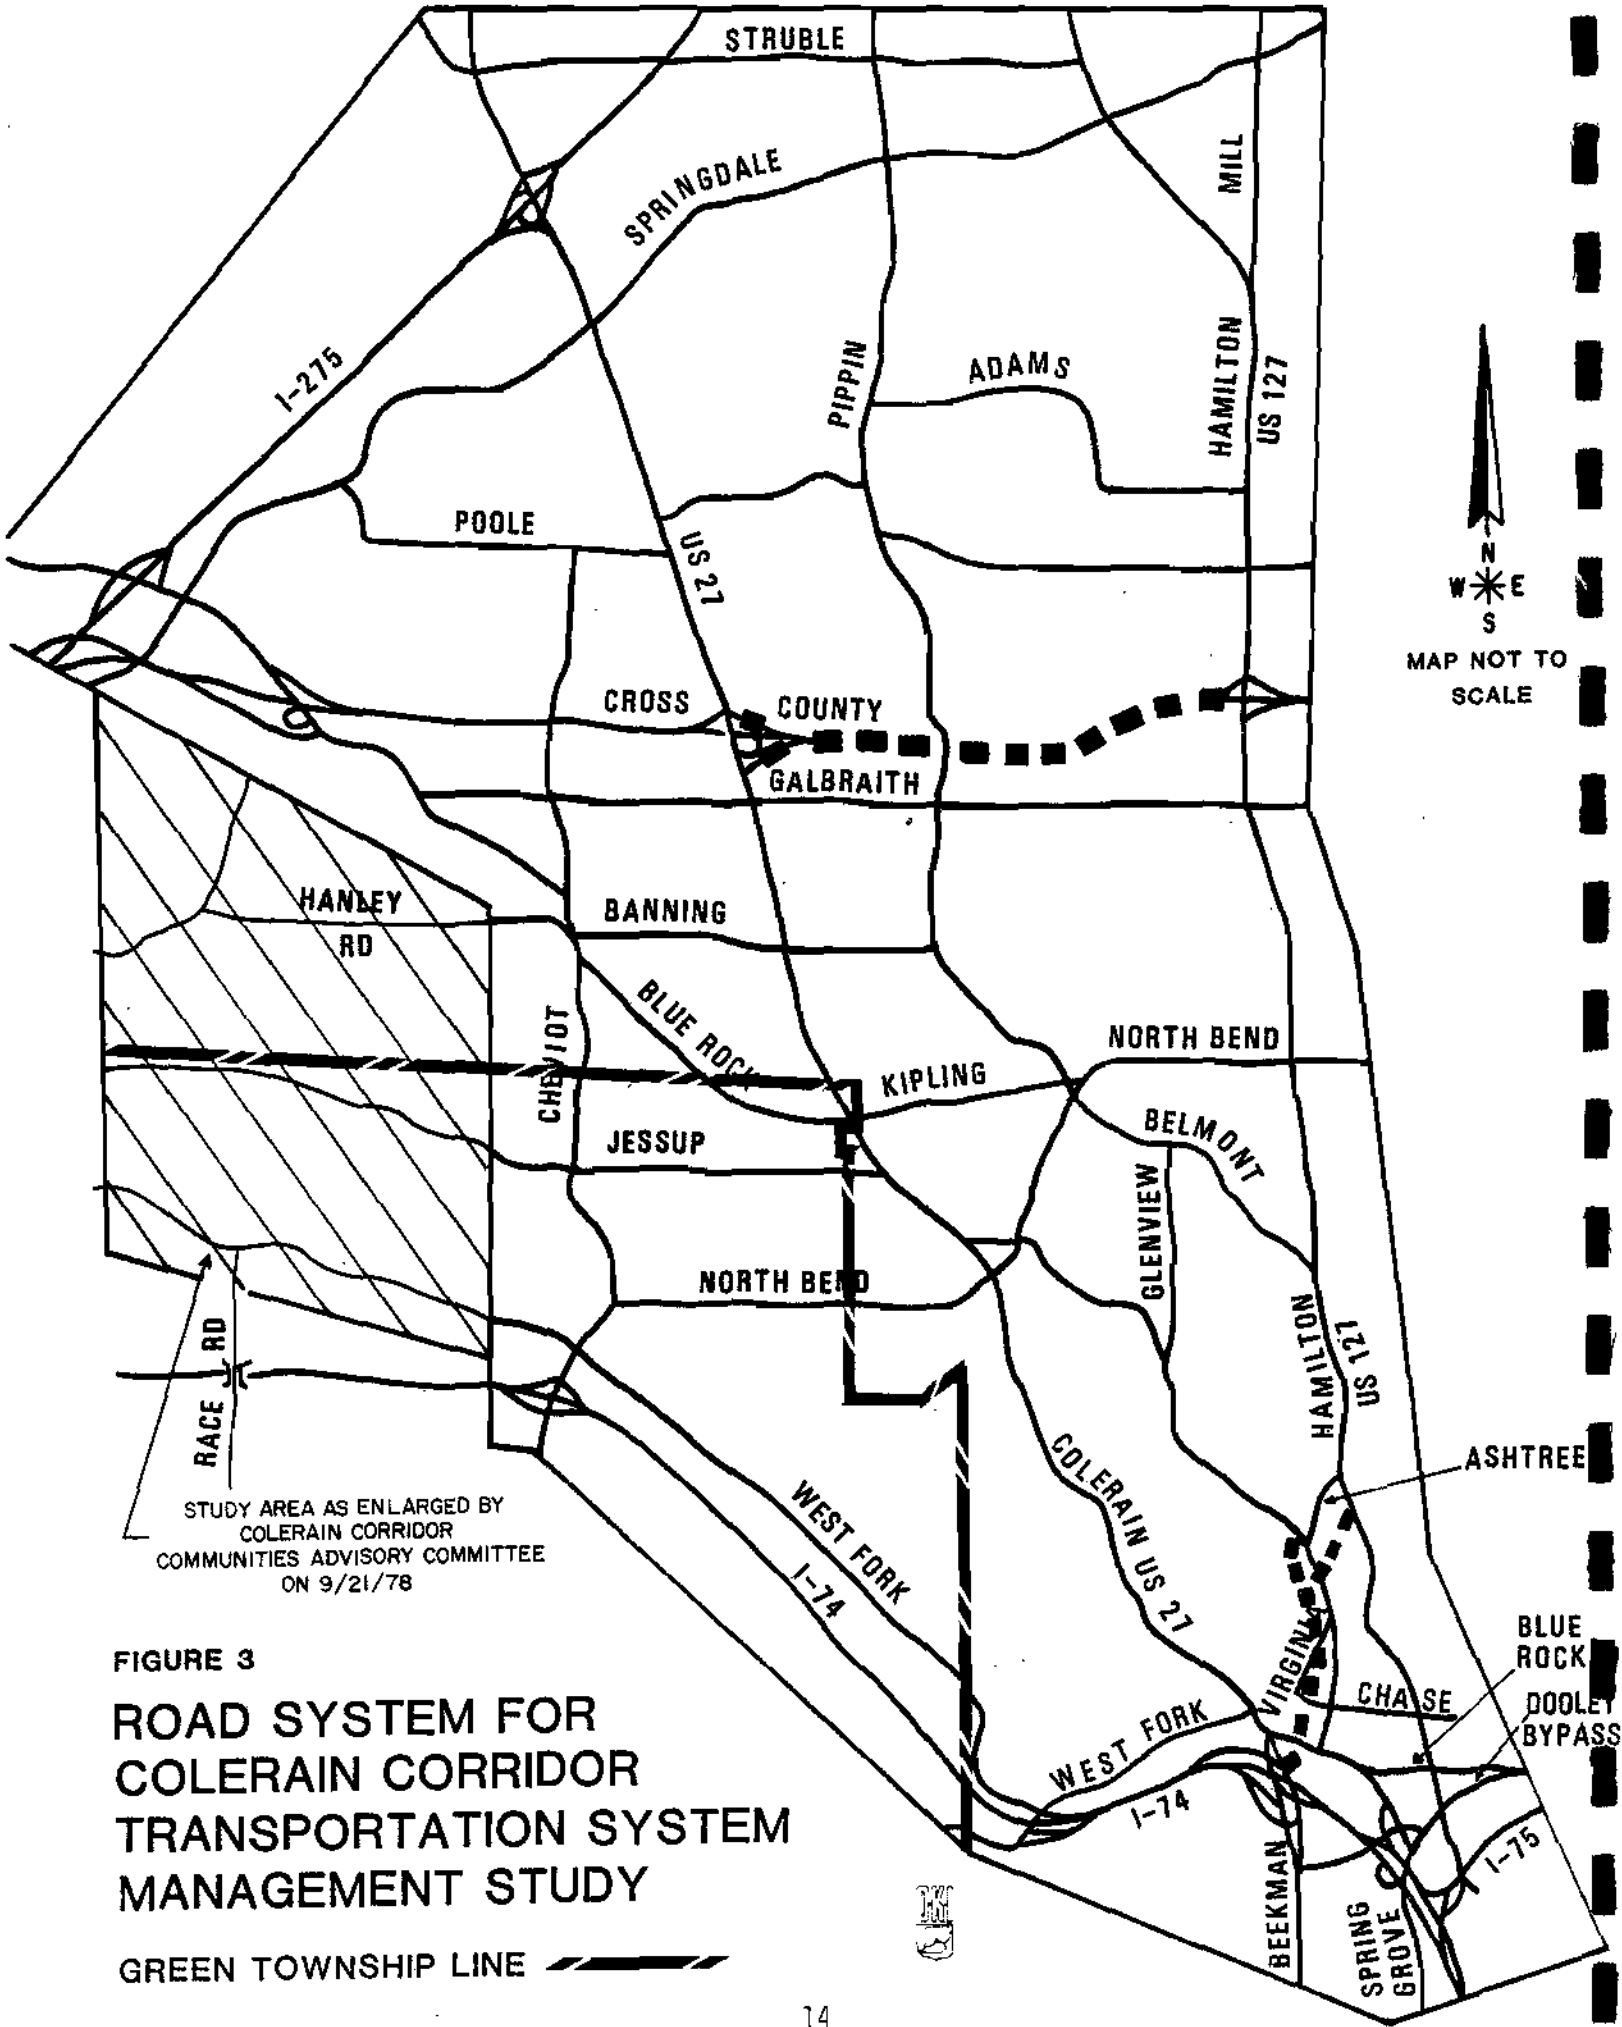 STRUBLE
SPRINGDALE
MILL
I-275
PIPPIN
ADAMS
HAMILTON
US 127
POOLE
US 27
N
W E
S
MAP NOT TO
SCALE
CROSS COUNTY
GALBRAITH
HANLEY
RD
BANNING
BLUE ROCK
CHEVIOT
NORTH BEND
KIPLING
BELMONT
JESSUP
GLENVIEW
NORTH BEND
HAMILTON
US 127
RACE RD
ASHTREE
COLERAIN US 27
WEST FORK
I-74
STUDY AREA AS ENLARGED BY
COLERAIN CORRIDOR
COMMUNITIES ADVISORY COMMITTEE
ON 9/21/78
VIRGINIA
BLUE
ROCK
CHASE
DOOLEY
BYPASS
WEST FORK
I-74
I-75
BEEKMAN
SPRING
GROVE
FIGURE 3
ROAD SYSTEM FOR
COLERAIN CORRIDOR
TRANSPORTATION SYSTEM
MANAGEMENT STUDY
GREEN TOWNSHIP LINE
OKI
14